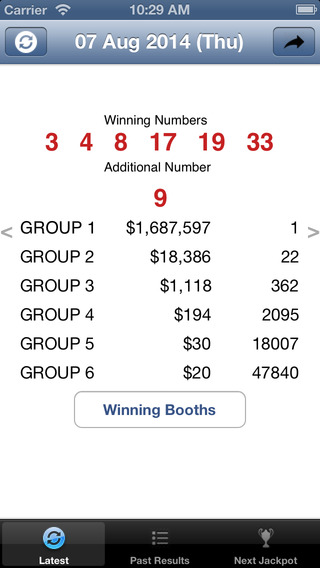 Carrier 10:29 AM
07 Aug 2014 (Thu)
Winning Numbers
3 4 8 17 19 33
Additional Number
9
< >
GROUP 1 $1,687,597 1
GROUP 2 $18,386 22
GROUP 3 $1,118 362
GROUP 4 $194 2095
GROUP 5 $30 18007
GROUP 6 $20 47840
Winning Booths
Latest Past Results Next Jackpot